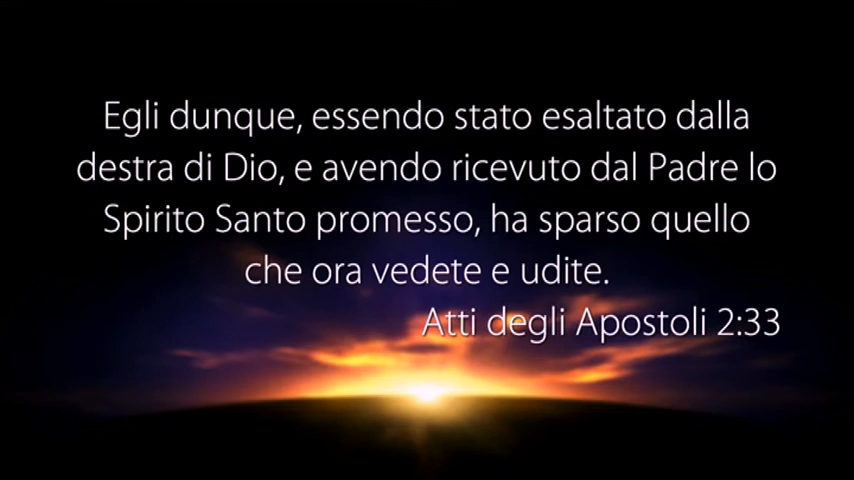 Egli dunque, essendo stato esaltato dalla
destra di Dio, e avendo ricevuto dal Padre lo
Spirito Santo promesso, ha sparso quello
che ora vedete e udite.
Atti degli Apostoli 2:33